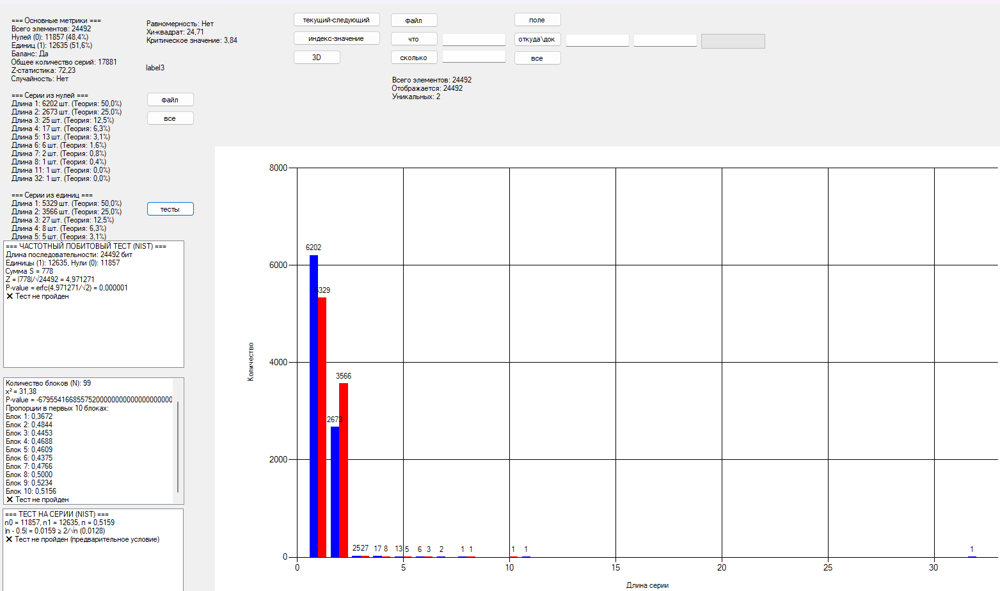 === Основные метрики ===
Всего элементов: 24492
Нулей (0): 11857 (48,4%)
Единиц (1): 12635 (51,6%)
Баланс: Да
Общее количество серий: 17881
Z-статистика: 72,23
Случайность: Нет
=== Серии из нулей ===
Длина 1: 6202 шт. (Теория: 50,0%)
Длина 2: 2673 шт. (Теория: 25,0%)
Длина 3: 25 шт. (Теория: 12,5%)
Длина 4: 17 шт. (Теория: 6,3%)
Длина 5: 13 шт. (Теория: 3,1%)
Длина 6: 6 шт. (Теория: 1,6%)
Длина 7: 2 шт. (Теория: 0,8%)
Длина 8: 1 шт. (Теория: 0,4%)
Длина 11: 1 шт. (Теория: 0,0%)
Длина 32: 1 шт. (Теория: 0,0%)
=== Серии из единиц ===
Длина 1: 5329 шт. (Теория: 50,0%)
Длина 2: 3566 шт. (Теория: 25,0%)
Длина 3: 27 шт. (Теория: 12,5%)
Длина 4: 8 шт. (Теория: 6,3%)
Длина 5: 5 шт. (Теория: 3,1%)
=== ЧАСТОТНЫЙ ПОБИТОВЫЙ ТЕСТ (NIST) ===
Длина последовательности: 24492 бит
Единицы (1): 12635, Нули (0): 11857
Сумма S = 778
Z = |778|/√24492 = 4,971271
P-value = erfc(4,971271/√2) = 0,000001
❌ Тест не пройден
Количество блоков (N): 99
x² = 31,38
P-value = -6795541668557520000000000000000000
Пропорции в первых 10 блоках:
Блок 1: 0,3672
Блок 2: 0,4844
Блок 3: 0,4453
Блок 4: 0,4688
Блок 5: 0,4609
Блок 6: 0,4375
Блок 7: 0,4766
Блок 8: 0,5000
Блок 9: 0,5234
Блок 10: 0,5156
❌ Тест не пройден
=== ТЕСТ НА СЕРИИ (NIST) ===
n0 = 11857, n1 = 12635, π = 0,5159
|π - 0.5| = 0,0159 ≥ 2/√n (0,0128)
❌ Тест не пройден (предварительное условие)
Равномерность: Нет
Хи-квадрат: 24,71
Критическое значение: 3,84
label3
файл
все
тесты
текущий-следующий
индекс-значение
3D
файл
что
сколько
поле
откуда\док
все
Всего элементов: 24492
Отображается: 24492
Уникальных: 2
8000
6000
4000
2000
0
Количество
6202
5329
2673
3566
25 27 17 8 13 5 6 3 2 1 1 1 1 1
0 5 10 15 20 25 30
Длина серии